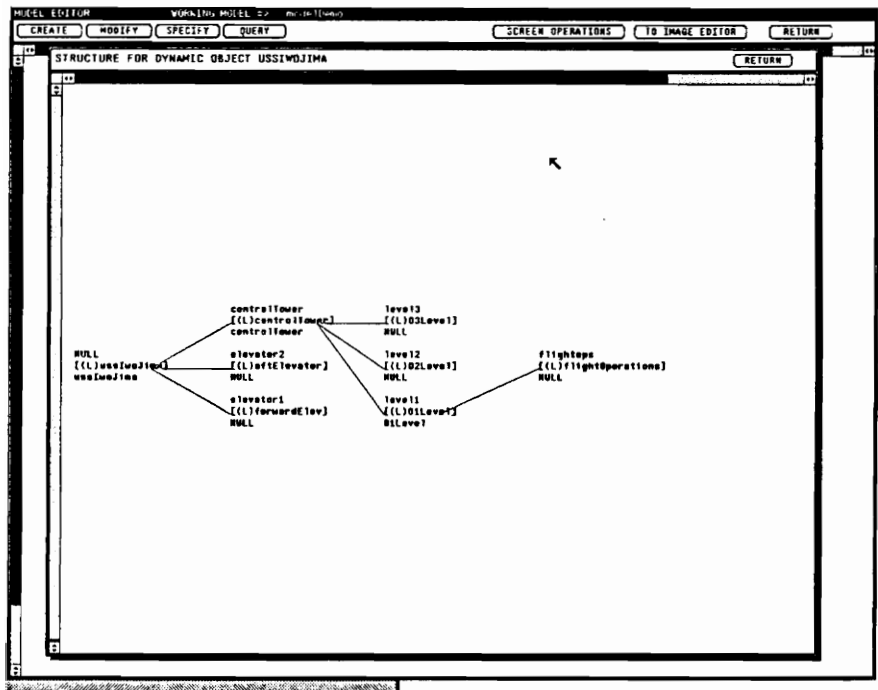 MODEL EDITOR WORKING MODEL =>
CREATE MODIFY SPECIFY QUERY SCREEN OPERATIONS TO IMAGE EDITOR RETURN
STRUCTURE FOR DYNAMIC OBJECT USSIWOJIMA RETURN
controlTower level3
[(L)controlTower] [(L)03Level]
controlTower NULL
NULL elevator2 level2 flightops
[(L)ussIwoJima] [(L)aftElevator] [(L)02Level] [(L)flightOperations]
ussIwoJima NULL NULL NULL
elevator1 level1
[(L)forwardElev] [(L)01Level]
NULL 01Level